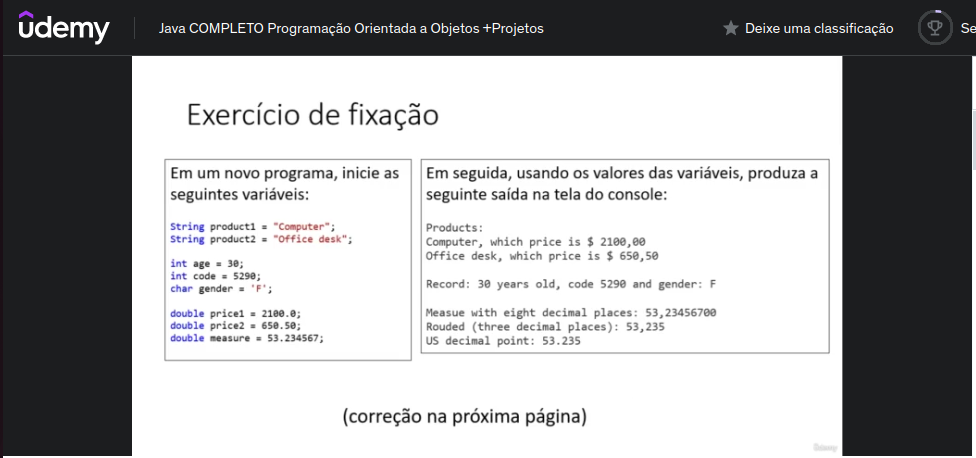 ûdemy
Java COMPLETO Programação Orientada a Objetos +Projetos
Deixe uma classificação
Se
Exercício de fixação
Em um novo programa, inicie as
seguintes variáveis:
String product1 = "Computer";
String product2 = "Office desk";
int age = 30;
int code = 5290;
char gender = 'F';
double price1 = 2100.0;
double price2 = 650.50;
double measure = 53.234567;
Em seguida, usando os valores das variáveis, produza a
seguinte saída na tela do console:
Products:
Computer, which price is $ 2100,00
Office desk, which price is $ 650,50
Record: 30 years old, code 5290 and gender: F
Measue with eight decimal places: 53,23456700
Rouded (three decimal places): 53,235
US decimal point: 53.235
(correção na próxima página)
ûdemy